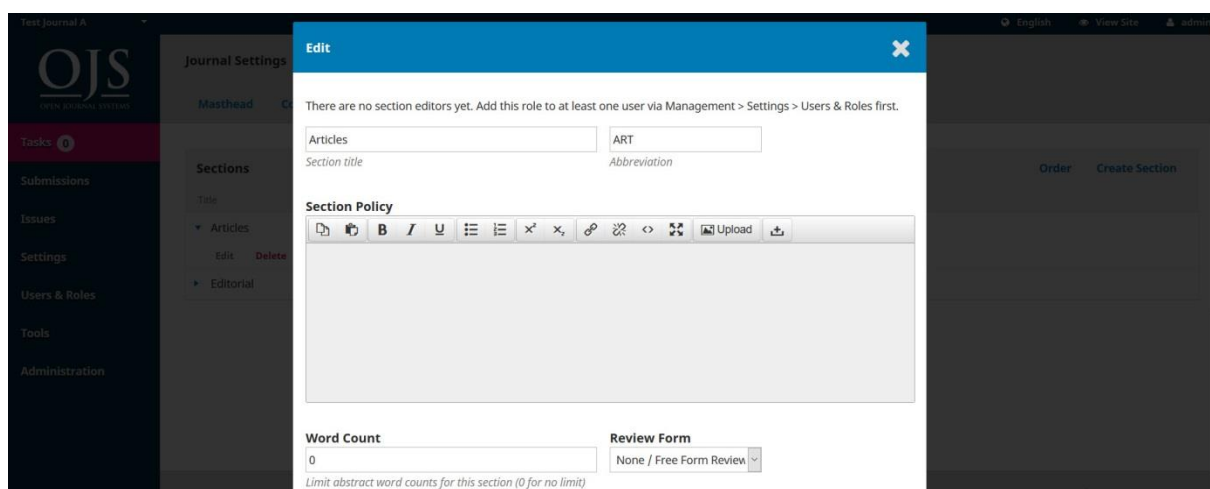 Test Journal A
English
View Site
admin
OJS
OPEN JOURNAL SYSTEMS
Tasks 0
Submissions
Issues
Settings
Users & Roles
Tools
Administration
Journal Settings
Masthead
Sections
Order
Create Section
Title
Articles
Edit Delete
Editorial
Edit
There are no section editors yet. Add this role to at least one user via Management > Settings > Users & Roles first.
Articles ART
Section title Abbreviation
Section Policy
B I U x² x₂ Upload
Word Count Review Form
0 None / Free Form Review
Limit abstract word counts for this section (0 for no limit)